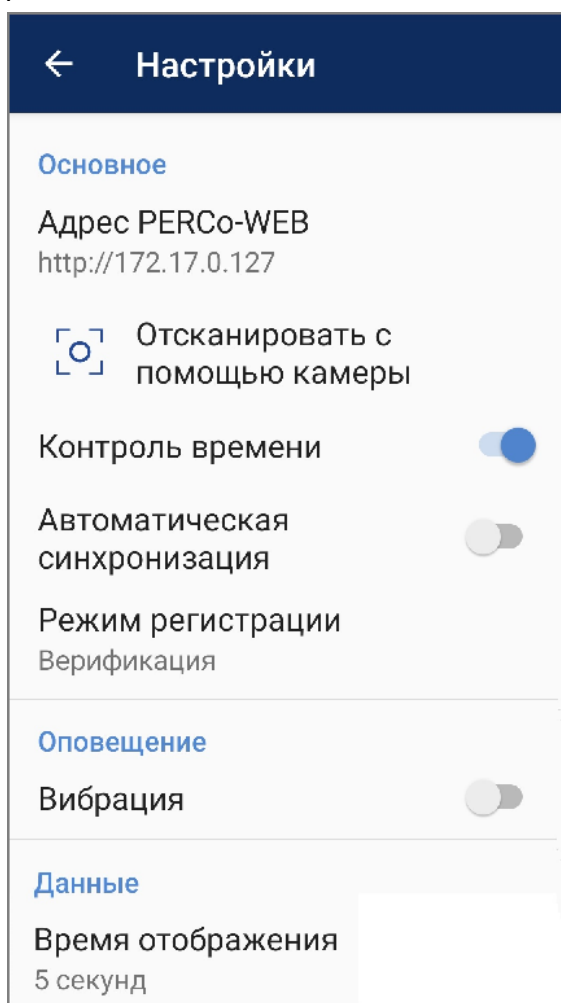 Настройки
Основное
Адрес PERCo-WEB
http://172.17.0.127
Отсканировать с
помощью камеры
Контроль времени
Автоматическая
синхронизация
Режим регистрации
Верификация
Оповещение
Вибрация
Данные
Время отображения
5 секунд